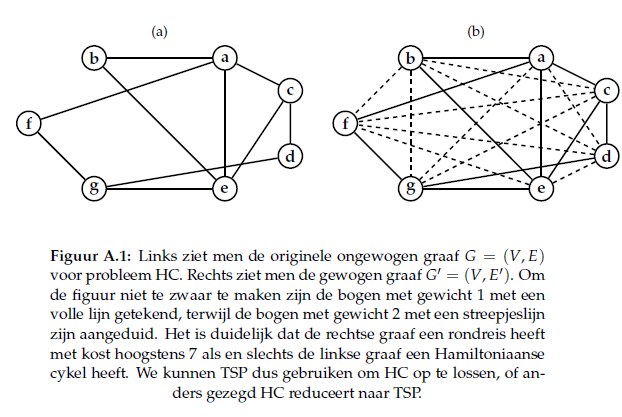 (a)
(b)
b
a
c
f
d
g
e
b
a
c
f
d
g
e
Figuur A.1: Links ziet men de originele ongewogen graaf G = (V, E)
voor probleem HC. Rechts ziet men de gewogen graaf G′ = (V, E′). Om
de figuur niet te zwaar te maken zijn de bogen met gewicht 1 met een
volle lijn getekend, terwijl de bogen met gewicht 2 met een streepjeslijn
zijn aangeduid. Het is duidelijk dat de rechtse graaf een rondreis heeft
met kost hoogstens 7 als en slechts de linkse graaf een Hamiltoniaanse
cykel heeft. We kunnen TSP dus gebruiken om HC op te lossen, of an-
ders gezegd HC reduceert naar TSP.